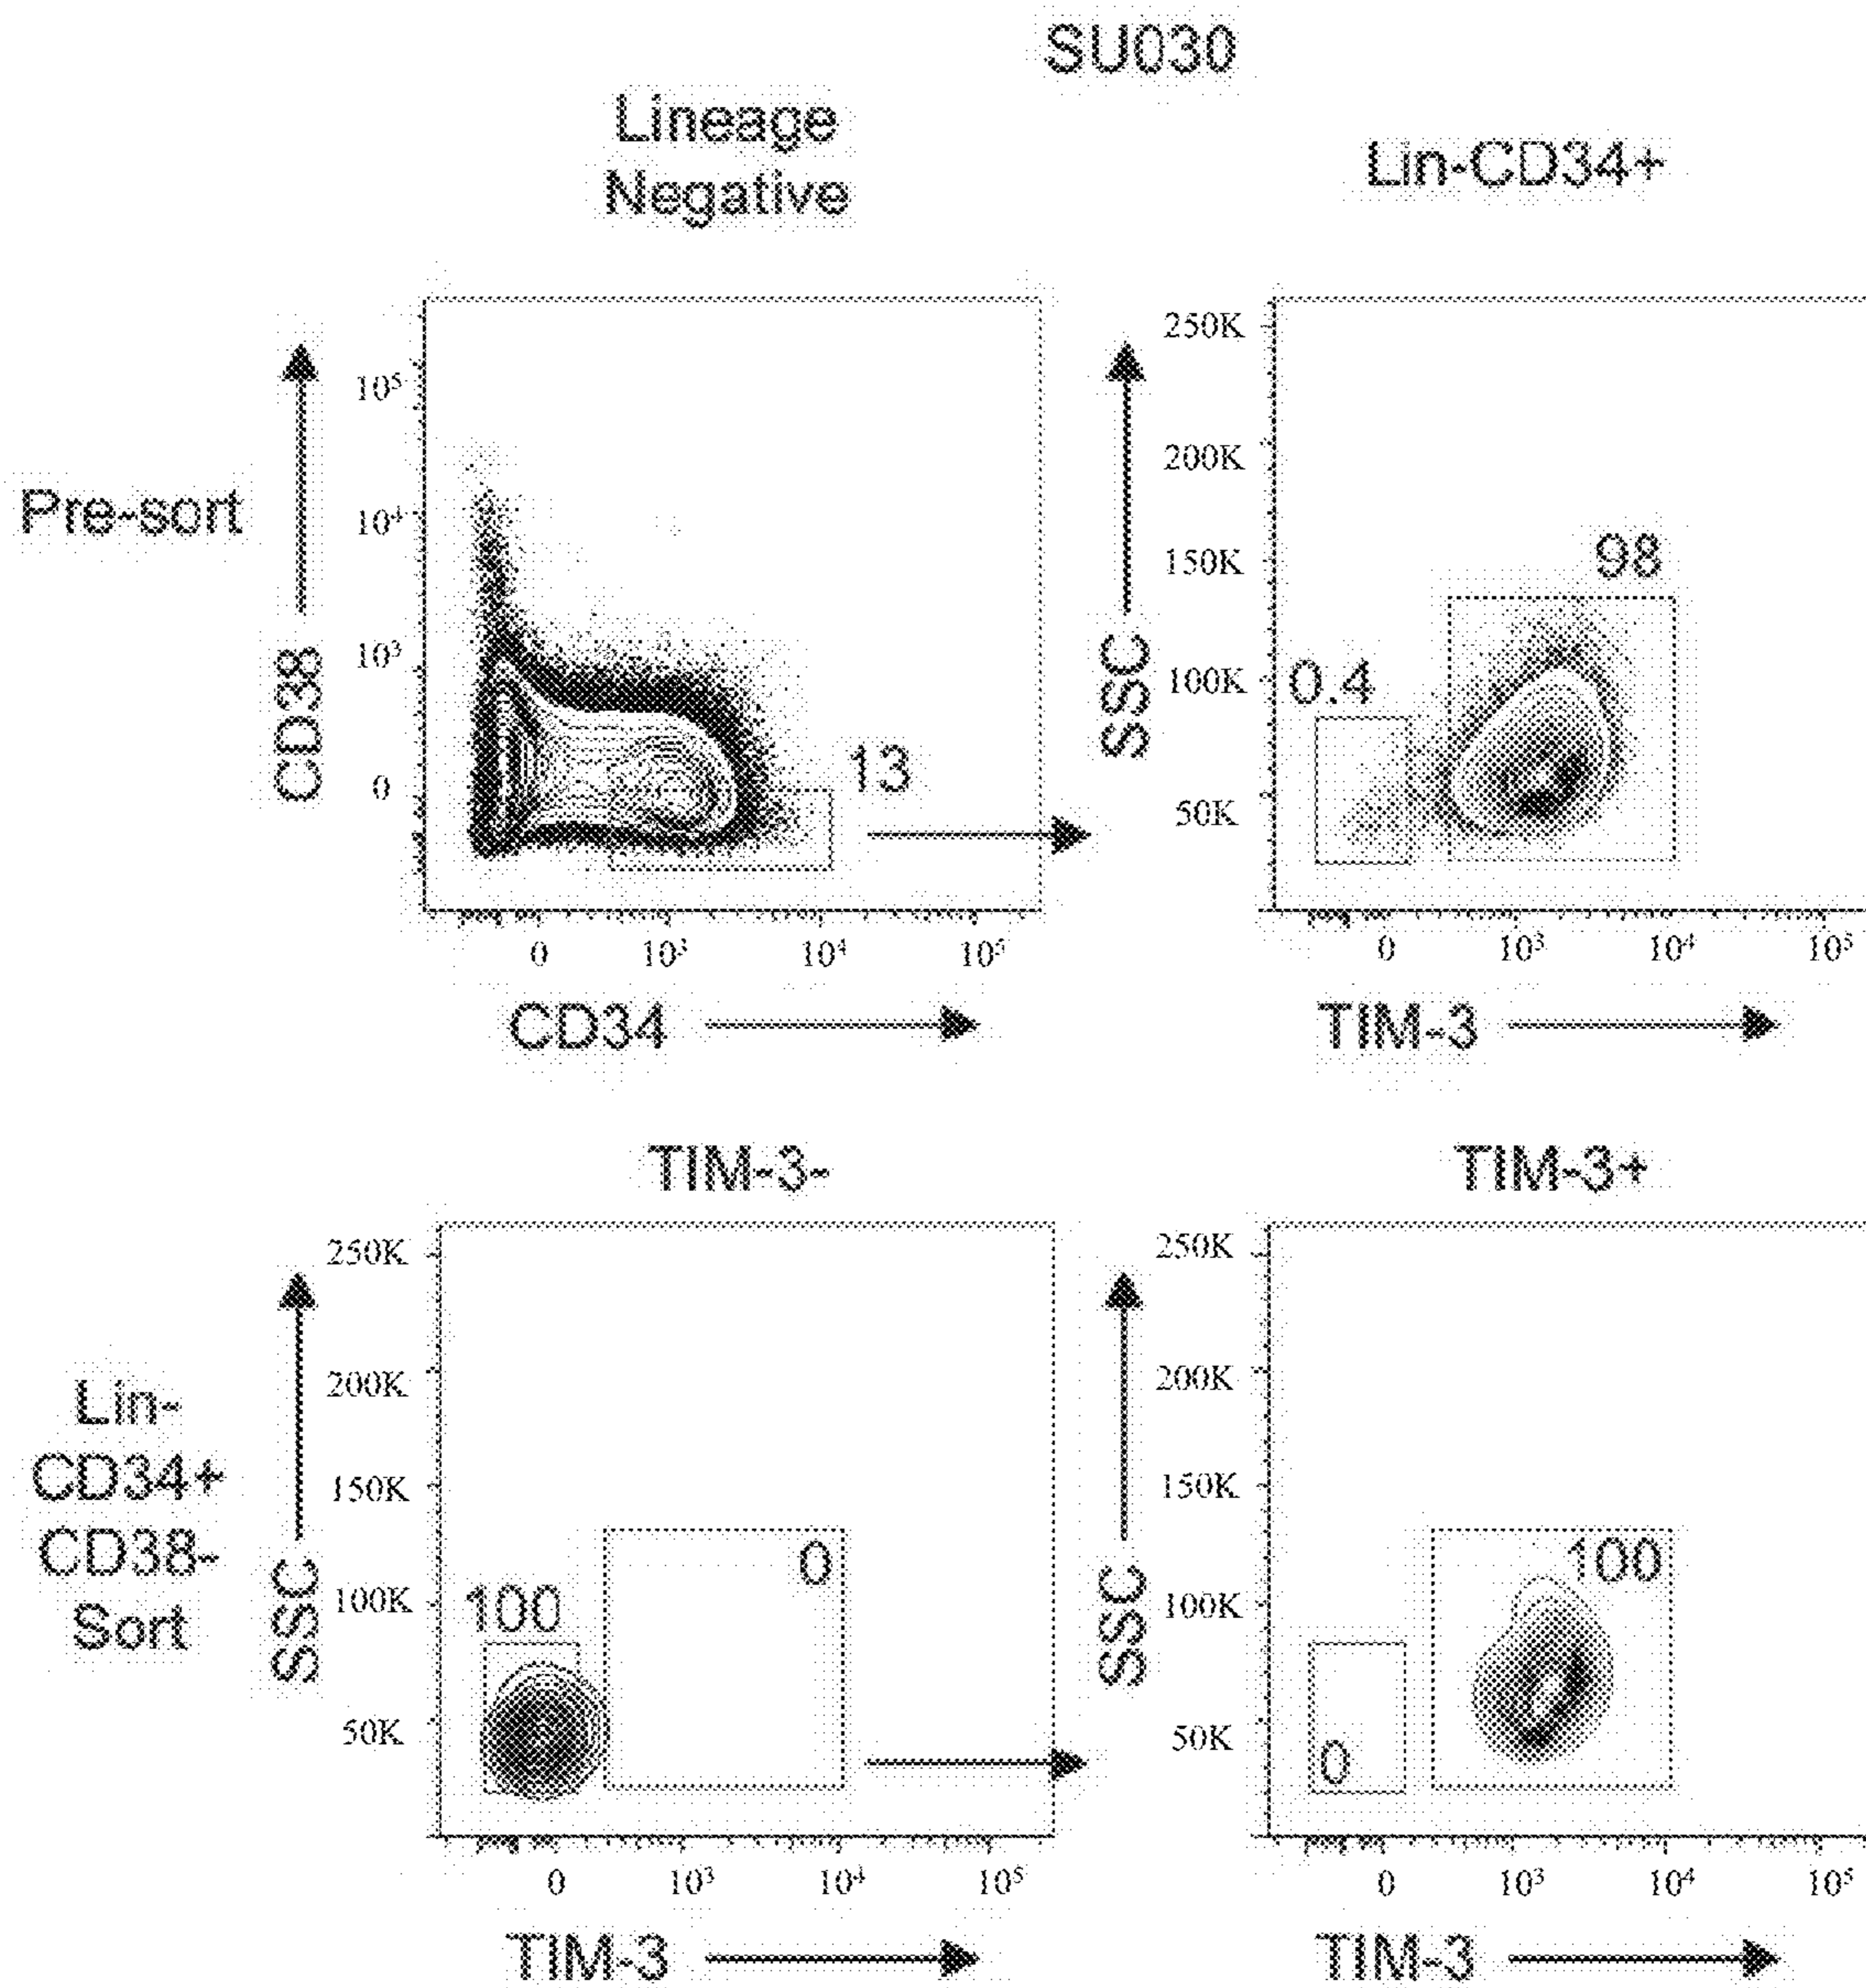 SU030
Lineage
Negative
Lin-CD34+
Pre-sort
CD38
10⁵
10⁴
10³
0
13
0 10³ 10⁴ 10⁵
CD34
SSC
250K
200K
150K
100K
50K
98
0.4
0 10³ 10⁴ 10⁵
TIM-3
TIM-3-
TIM-3+
Lin-
CD34+
CD38-
Sort
SSC
250K
200K
150K
100K
50K
100
0
0 10³ 10⁴ 10⁵
TIM-3
SSC
250K
200K
150K
100K
50K
100
0
0 10³ 10⁴ 10⁵
TIM-3